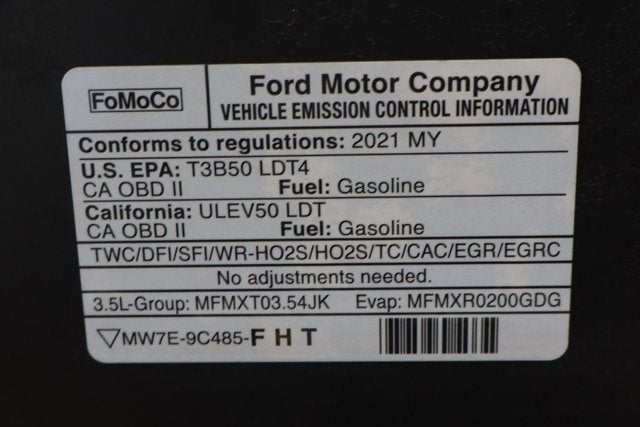 FoMoCo
Ford Motor Company
VEHICLE EMISSION CONTROL INFORMATION
Conforms to regulations: 2021 MY
U.S. EPA: T3B50 LDT4
CA OBD II Fuel: Gasoline
California: ULEV50 LDT
CA OBD II Fuel: Gasoline
TWC/DFI/SFI/WR-HO2S/HO2S/TC/CAC/EGR/EGRC
No adjustments needed.
3.5L-Group: MFMXT03.54JK Evap: MFMXR0200GDG
MW7E-9C485-F H T